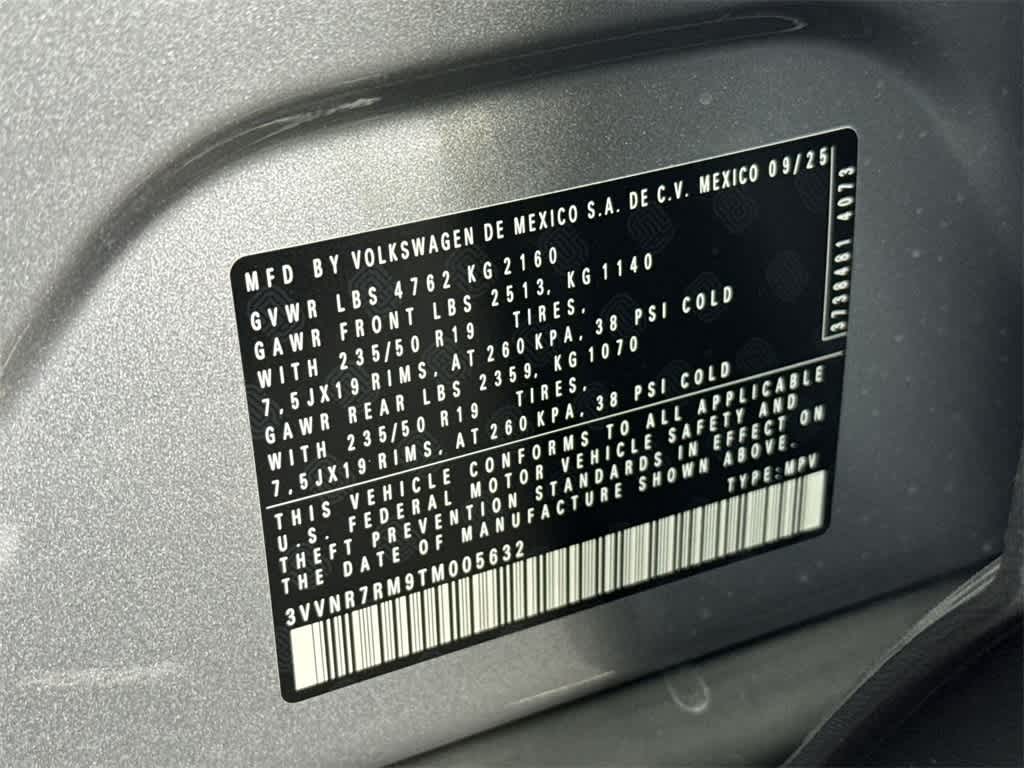 MFD BY VOLKSWAGEN DE MEXICO S.A. DE C.V. MEXICO 09/25
GVWR LBS 4762 KG 2160
GAWR FRONT LBS 2513, KG 1140
WITH 235/50 R19 TIRES,
7,5JX19 RIMS, AT 260 KPA, 38 PSI COLD
GAWR REAR LBS 2359, KG 1070
WITH 235/50 R19 TIRES,
7,5JX19 RIMS, AT 260 KPA, 38 PSI COLD
THIS VEHICLE CONFORMS TO ALL APPLICABLE
U.S. FEDERAL MOTOR VEHICLE SAFETY AND
THEFT PREVENTION STANDARDS IN EFFECT ON
THE DATE OF MANUFACTURE SHOWN ABOVE.
3VVNR7RM9TM005632 TYPE: MPV
3738481 4073